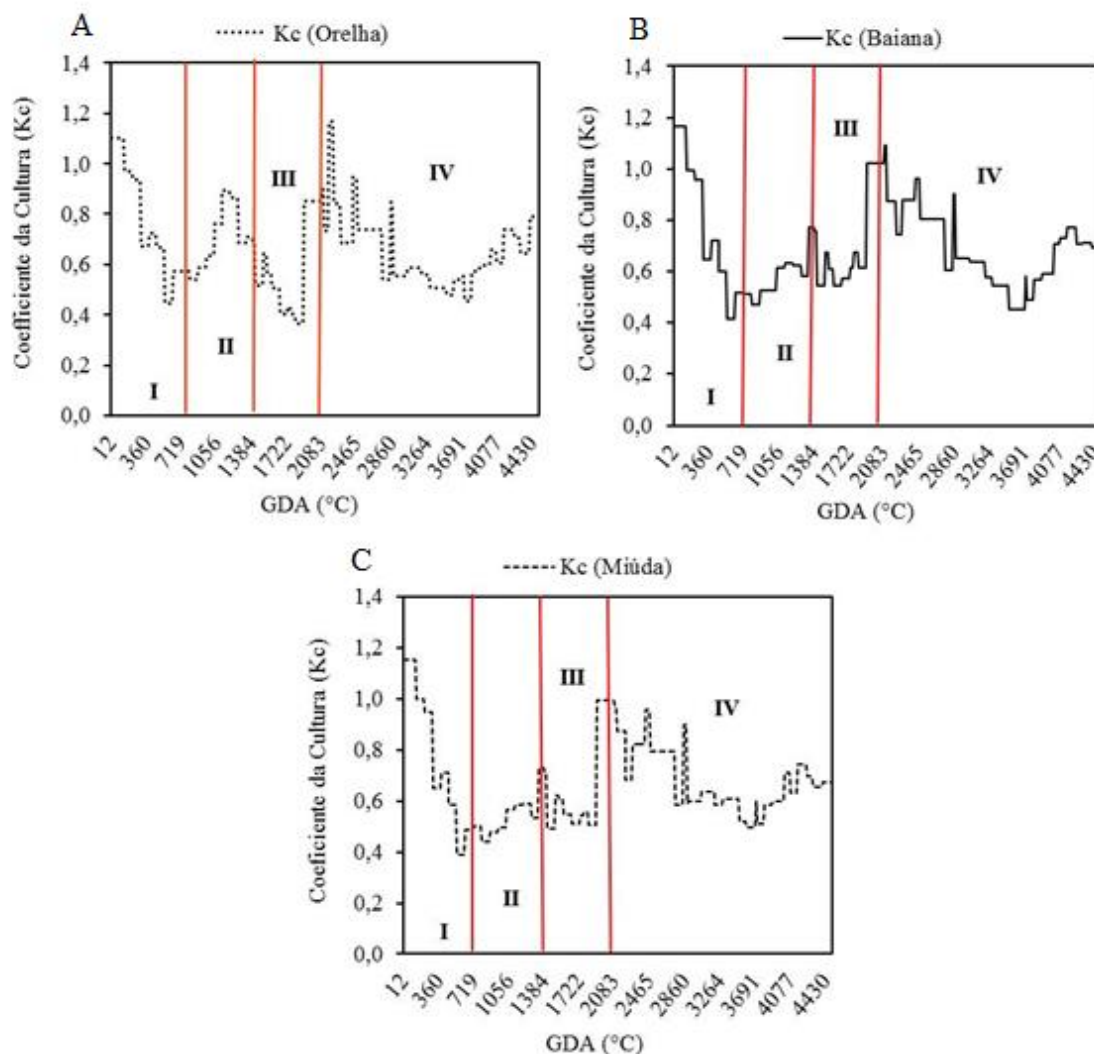 A
Kc (Orelha)
Coefficiente da Cultura (Kc)
1,4
1,2
1,0
0,8
0,6
0,4
0,2
0,0
I
II
III
IV
12
360
719
1056
1384
1722
2083
2465
2860
3264
3691
4077
4430
GDA (°C)
B
Kc (Baiana)
Coeficiente da Cultura (Kc)
1,4
1,2
1,0
0,8
0,6
0,4
0,2
0,0
I
II
III
IV
12
360
719
1056
1384
1722
2083
2465
2860
3264
3691
4077
4430
GDA (°C)
C
Kc (Miúda)
Coeficiente da Cultura (Kc)
1,4
1,2
1,0
0,8
0,6
0,4
0,2
0,0
I
II
III
IV
12
360
719
1056
1384
1722
2083
2465
2860
3264
3691
4077
4430
GDA (°C)